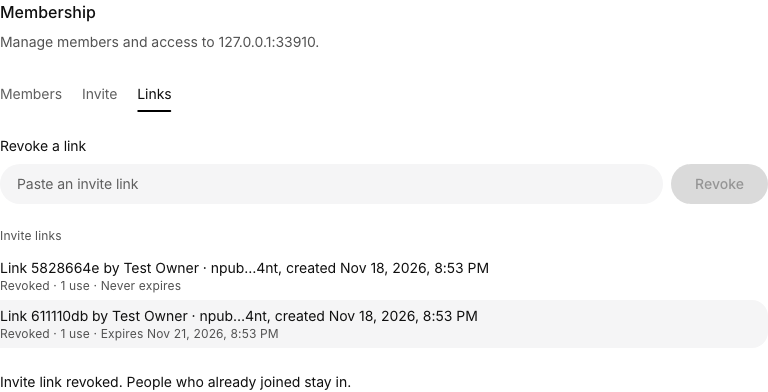 Membership
Manage members and access to 127.0.0.1:33910.
Members Invite Links
Revoke a link
Paste an invite link Revoke
Invite links
Link 5828664e by Test Owner · npub...4nt, created Nov 18, 2026, 8:53 PM
Revoked · 1 use · Never expires
Link 611110db by Test Owner · npub...4nt, created Nov 18, 2026, 8:53 PM
Revoked · 1 use · Expires Nov 21, 2026, 8:53 PM
Invite link revoked. People who already joined stay in.